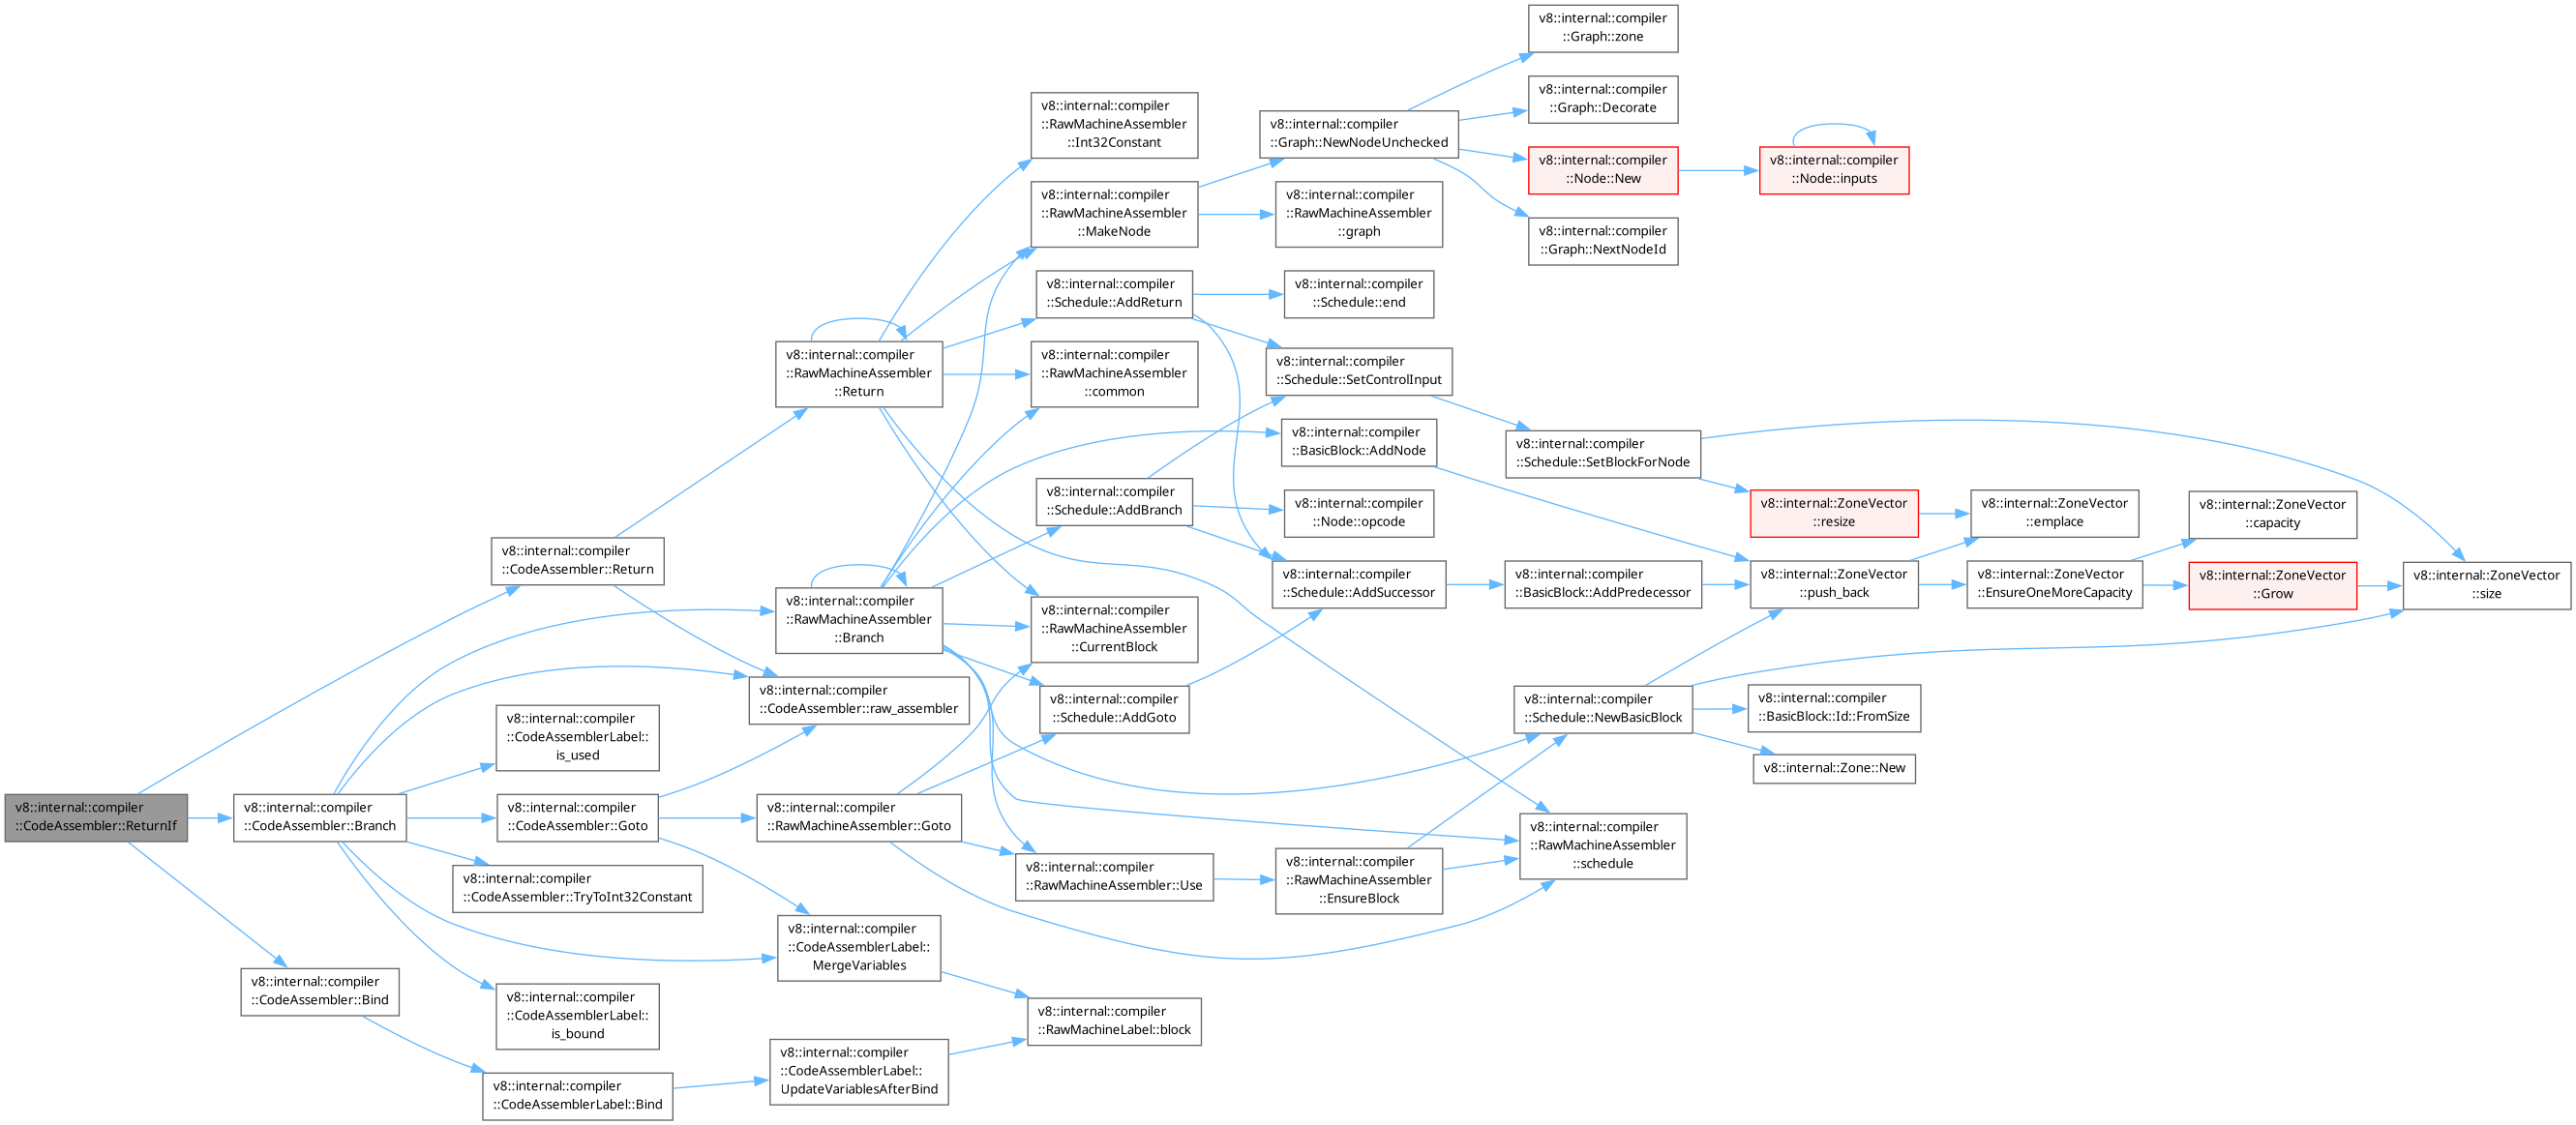 v8::internal::compiler
::CodeAssembler::ReturnIf
v8::internal::compiler
::CodeAssembler::Return
v8::internal::compiler
::CodeAssembler::Branch
v8::internal::compiler
::CodeAssembler::Bind
v8::internal::compiler
::CodeAssemblerLabel::
is_used
v8::internal::compiler
::CodeAssembler::Goto
v8::internal::compiler
::CodeAssembler::TryToInt32Constant
v8::internal::compiler
::CodeAssemblerLabel::
is_bound
v8::internal::compiler
::CodeAssemblerLabel::Bind
v8::internal::compiler
::RawMachineAssembler
::Return
v8::internal::compiler
::RawMachineAssembler
::Branch
v8::internal::compiler
::CodeAssembler::raw_assembler
v8::internal::compiler
::RawMachineAssembler::Goto
v8::internal::compiler
::CodeAssemblerLabel::
MergeVariables
v8::internal::compiler
::CodeAssemblerLabel::
UpdateVariablesAfterBind
v8::internal::compiler
::RawMachineAssembler
::Int32Constant
v8::internal::compiler
::RawMachineAssembler
::MakeNode
v8::internal::compiler
::Schedule::AddReturn
v8::internal::compiler
::RawMachineAssembler
::common
v8::internal::compiler
::Schedule::AddBranch
v8::internal::compiler
::RawMachineAssembler
::CurrentBlock
v8::internal::compiler
::Schedule::AddGoto
v8::internal::compiler
::RawMachineAssembler::Use
v8::internal::compiler
::RawMachineLabel::block
v8::internal::compiler
::Graph::NewNodeUnchecked
v8::internal::compiler
::RawMachineAssembler
::graph
v8::internal::compiler
::Schedule::end
v8::internal::compiler
::Schedule::SetControlInput
v8::internal::compiler
::BasicBlock::AddNode
v8::internal::compiler
::Node::opcode
v8::internal::compiler
::Schedule::AddSuccessor
v8::internal::compiler
::RawMachineAssembler
::EnsureBlock
v8::internal::compiler
::Graph::zone
v8::internal::compiler
::Graph::Decorate
v8::internal::compiler
::Node::New
v8::internal::compiler
::Graph::NextNodeId
v8::internal::compiler
::Schedule::SetBlockForNode
v8::internal::compiler
::BasicBlock::AddPredecessor
v8::internal::compiler
::Schedule::NewBasicBlock
v8::internal::compiler
::RawMachineAssembler
::schedule
v8::internal::compiler
::Node::inputs
v8::internal::ZoneVector
::resize
v8::internal::ZoneVector
::push_back
v8::internal::compiler
::BasicBlock::Id::FromSize
v8::internal::Zone::New
v8::internal::ZoneVector
::emplace
v8::internal::ZoneVector
::EnsureOneMoreCapacity
v8::internal::ZoneVector
::capacity
v8::internal::ZoneVector
::Grow
v8::internal::ZoneVector
::size